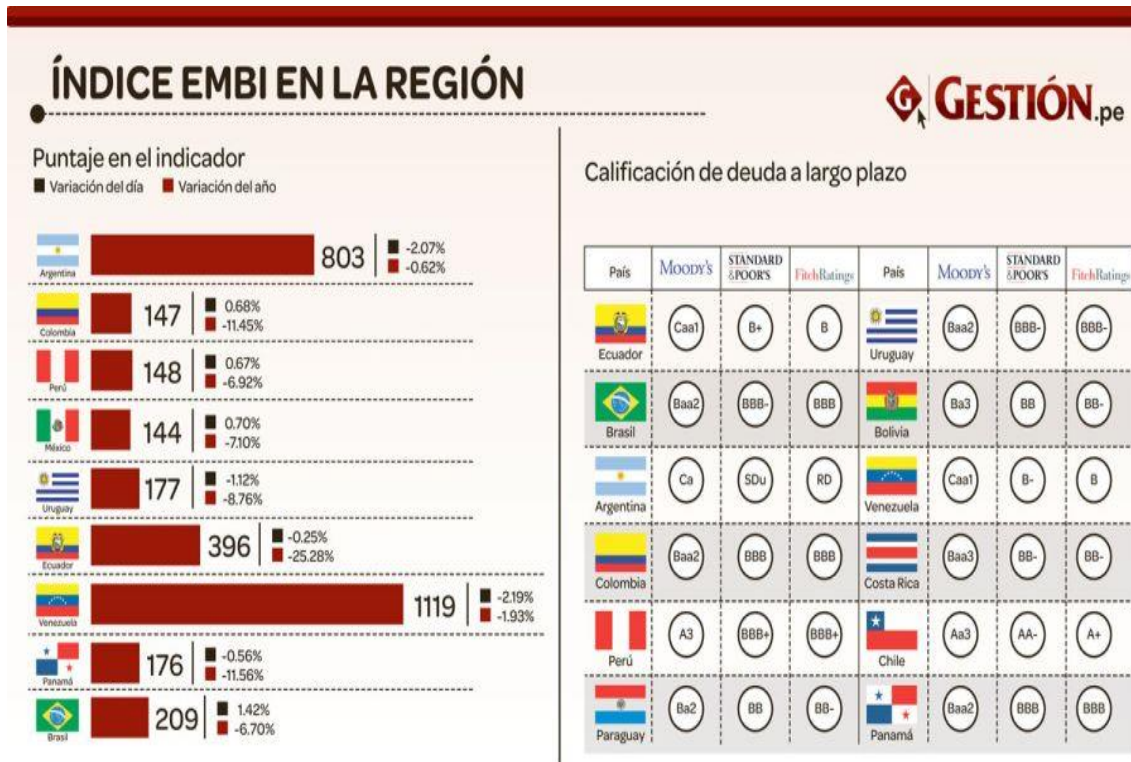 ÍNDICE EMBI EN LA REGIÓN
G GESTIÓN.pe
Puntaje en el indicador
Variación del día Variación del año
Argentina 803 -2.07%
-0.62%
Colombia 147 0.68%
-11.45%
Perú 148 0.67%
-6.92%
México 144 0.70%
-7.10%
Uruguay 177 -1.12%
-8.76%
Ecuador 396 -0.25%
-25.28%
Venezuela 1119 -2.19%
-1.93%
Panamá 176 -0.56%
-11.56%
Brasil 209 1.42%
-6.70%
Calificación de deuda a largo plazo
País MOODY'S STANDARD &POOR'S FitchRatings País MOODY'S STANDARD &POOR'S FitchRatings
Ecuador Caa1 B+ B Uruguay Baa2 BBB- BBB-
Brasil Baa2 BBB- BBB Bolivia Ba3 BB BB-
Argentina Ca SDu RD Venezuela Caa1 B- B
Colombia Baa2 BBB BBB Costa Rica Baa3 BB- BB-
Perú A3 BBB+ BBB+ Chile Aa3 AA- A+
Paraguay Ba2 BB BB- Panamá Baa2 BBB BBB